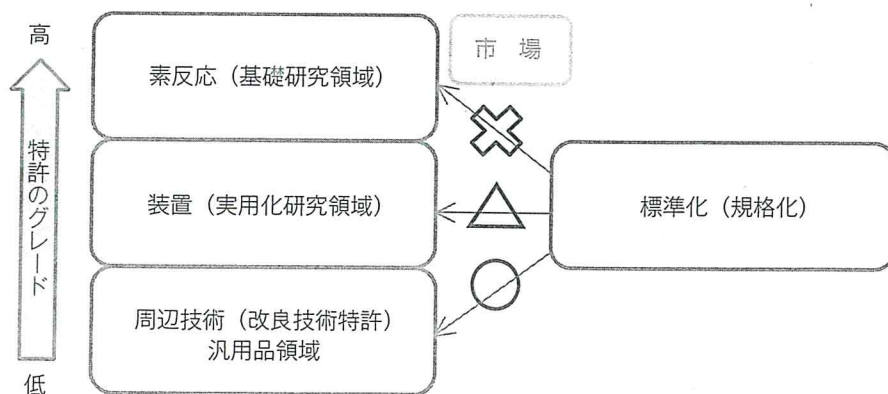 高
特許のグレード
低
素反応（基礎研究領域）
装置（実用化研究領域）
周辺技術（改良技術特許）
汎用品領域
市　場
標準化（規格化）